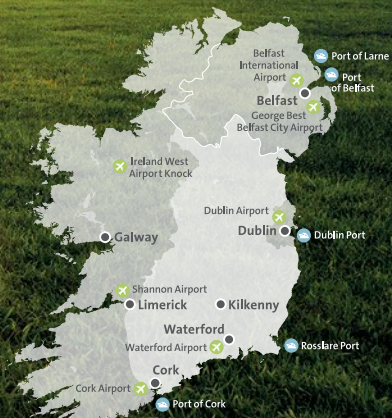 Belfast
International
Airport
Port of Larne
Port
of Belfast
Belfast
George Best
Belfast City Airport
Ireland West
Airport Knock
Dublin Airport
Dublin
Dublin Port
Galway
Shannon Airport
Limerick
Kilkenny
Waterford
Waterford Airport
Rosslare Port
Cork
Cork Airport
Port of Cork